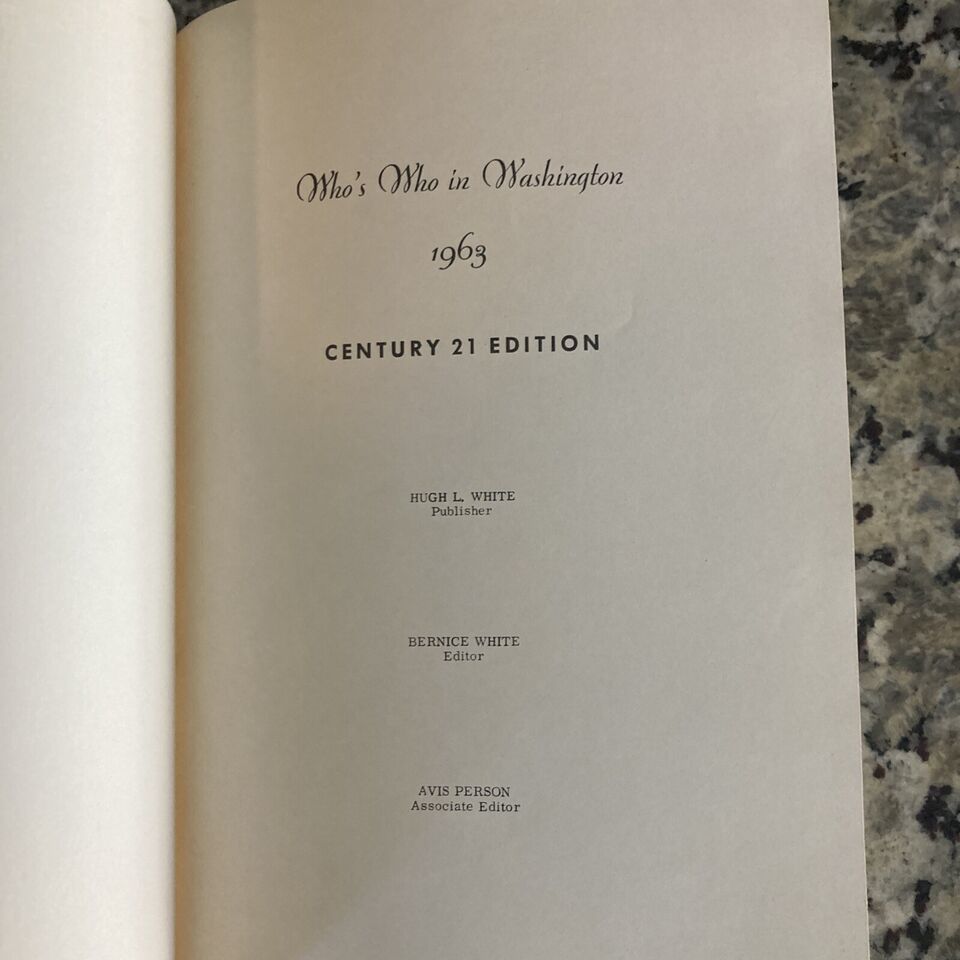 Who's Who in Washington
1963
CENTURY 21 EDITION
HUGH L. WHITE
Publisher
BERNICE WHITE
Editor
AVIS PERSON
Associate Editor